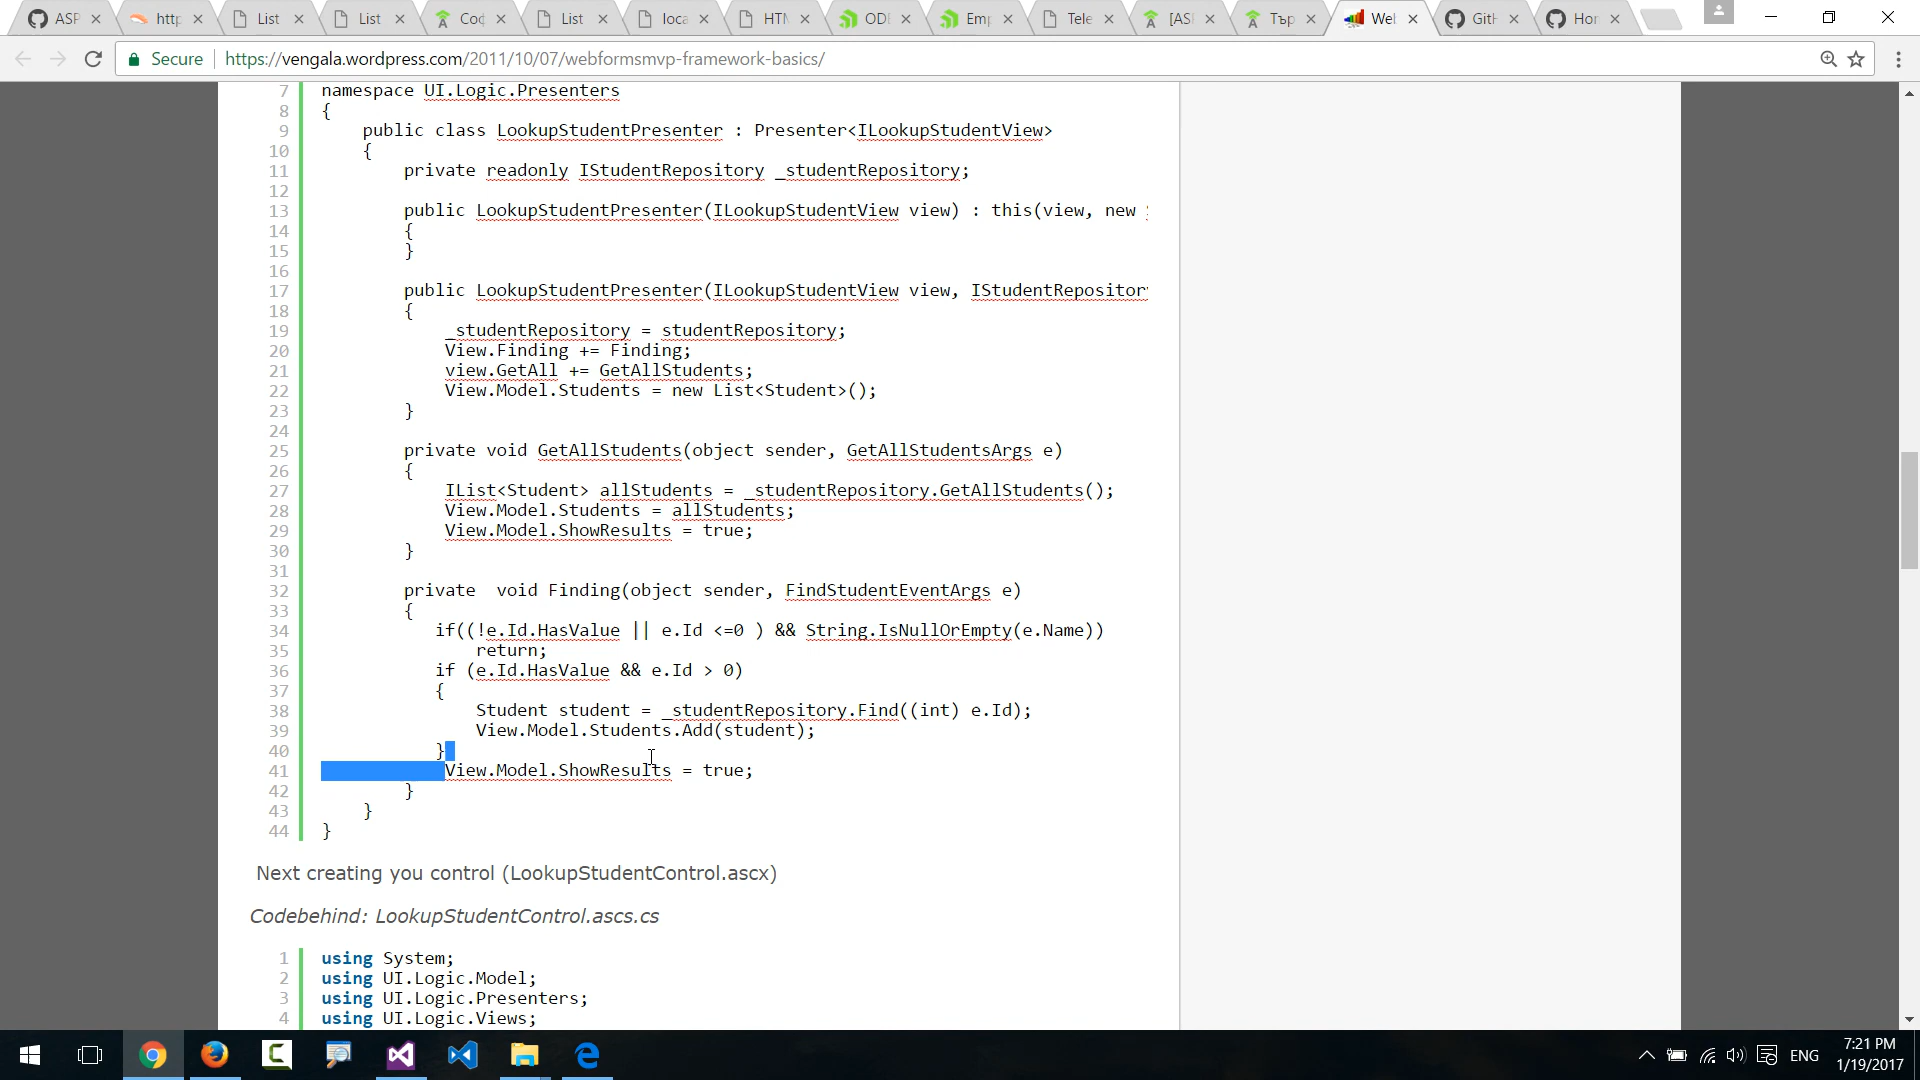 ASP
http
List
List
Cod
List
loca
HTM
ODE
Emp
Tele
[ASI
Тър
Wel
GitH
Hor
Secure https://vengala.wordpress.com/2011/10/07/webformsmvp-framework-basics/
7 namespace UI.Logic.Presenters
8 {
9 public class LookupStudentPresenter : Presenter<ILookupStudentView>
10 {
11 private readonly IStudentRepository _studentRepository;
12
13 public LookupStudentPresenter(ILookupStudentView view) : this(view, new
14 {
15 }
16
17 public LookupStudentPresenter(ILookupStudentView view, IStudentRepository
18 {
19 _studentRepository = studentRepository;
20 View.Finding += Finding;
21 view.GetAll += GetAllStudents;
22 View.Model.Students = new List<Student>();
23 }
24
25 private void GetAllStudents(object sender, GetAllStudentsArgs e)
26 {
27 IList<Student> allStudents = _studentRepository.GetAllStudents();
28 View.Model.Students = allStudents;
29 View.Model.ShowResults = true;
30 }
31
32 private  void Finding(object sender, FindStudentEventArgs e)
33 {
34 if((!e.Id.HasValue || e.Id <=0 ) && String.IsNullOrEmpty(e.Name))
35 return;
36 if (e.Id.HasValue && e.Id > 0)
37 {
38 Student student = _studentRepository.Find((int) e.Id);
39 View.Model.Students.Add(student);
40 }
41 View.Model.ShowResults = true;
42 }
43 }
44 }
Next creating you control (LookupStudentControl.ascx)
Codebehind: LookupStudentControl.ascs.cs
1 using System;
2 using UI.Logic.Model;
3 using UI.Logic.Presenters;
4 using UI.Logic.Views;
ENG
7:21 PM
1/19/2017